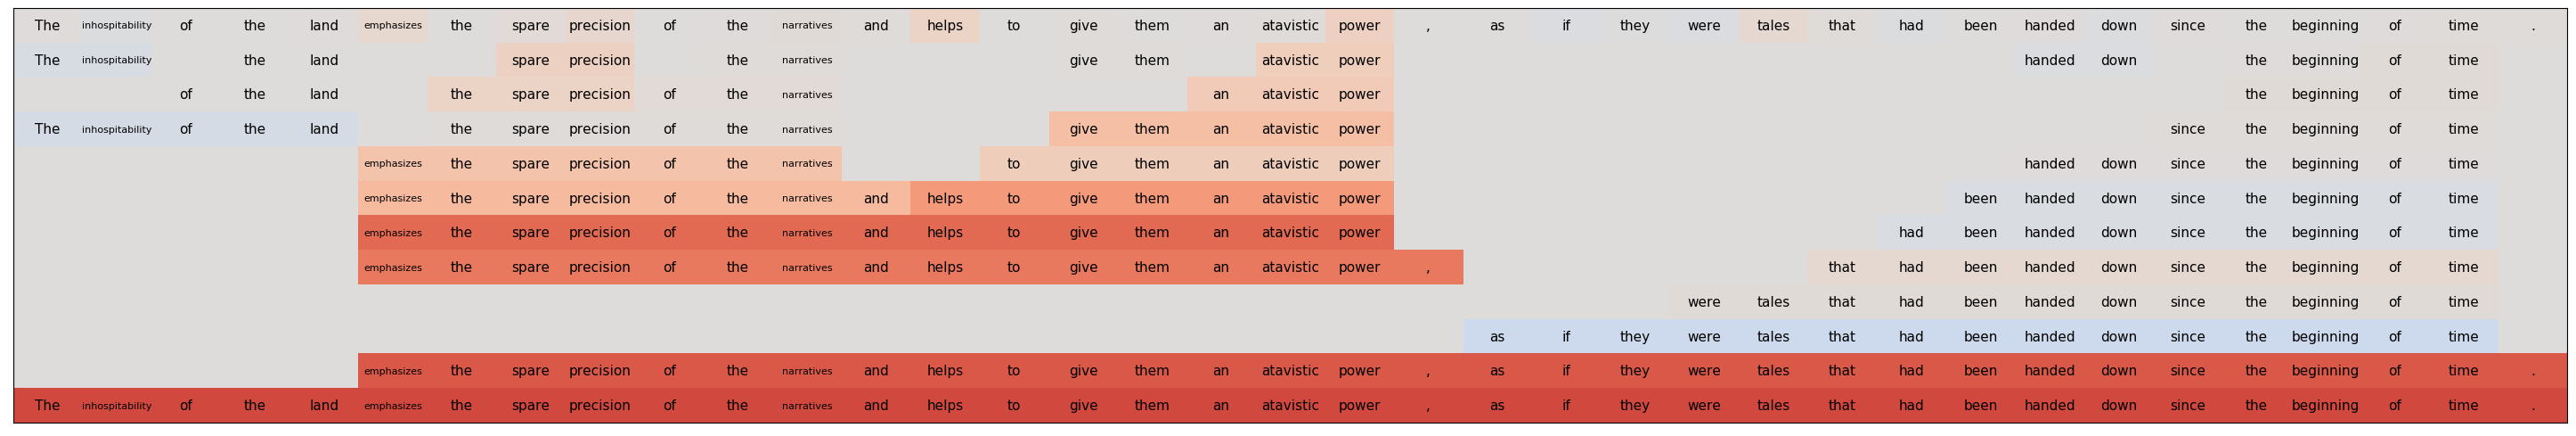 The inhospitability of the land emphasizes the spare precision of the narratives and helps to give them an atavistic power , as if they were tales that had been handed down since the beginning of time .
The inhospitability the land spare precision the narratives give them atavistic power handed down the beginning of time
of the land the spare precision of the narratives an atavistic power the beginning of time
The inhospitability of the land the spare precision of the narratives give them an atavistic power since the beginning of time
emphasizes the spare precision of the narratives to give them an atavistic power handed down since the beginning of time
emphasizes the spare precision of the narratives and helps to give them an atavistic power been handed down since the beginning of time
emphasizes the spare precision of the narratives and helps to give them an atavistic power had been handed down since the beginning of time
emphasizes the spare precision of the narratives and helps to give them an atavistic power , that had been handed down since the beginning of time
were tales that had been handed down since the beginning of time
as if they were tales that had been handed down since the beginning of time
emphasizes the spare precision of the narratives and helps to give them an atavistic power , as if they were tales that had been handed down since the beginning of time .
The inhospitability of the land emphasizes the spare precision of the narratives and helps to give them an atavistic power , as if they were tales that had been handed down since the beginning of time .